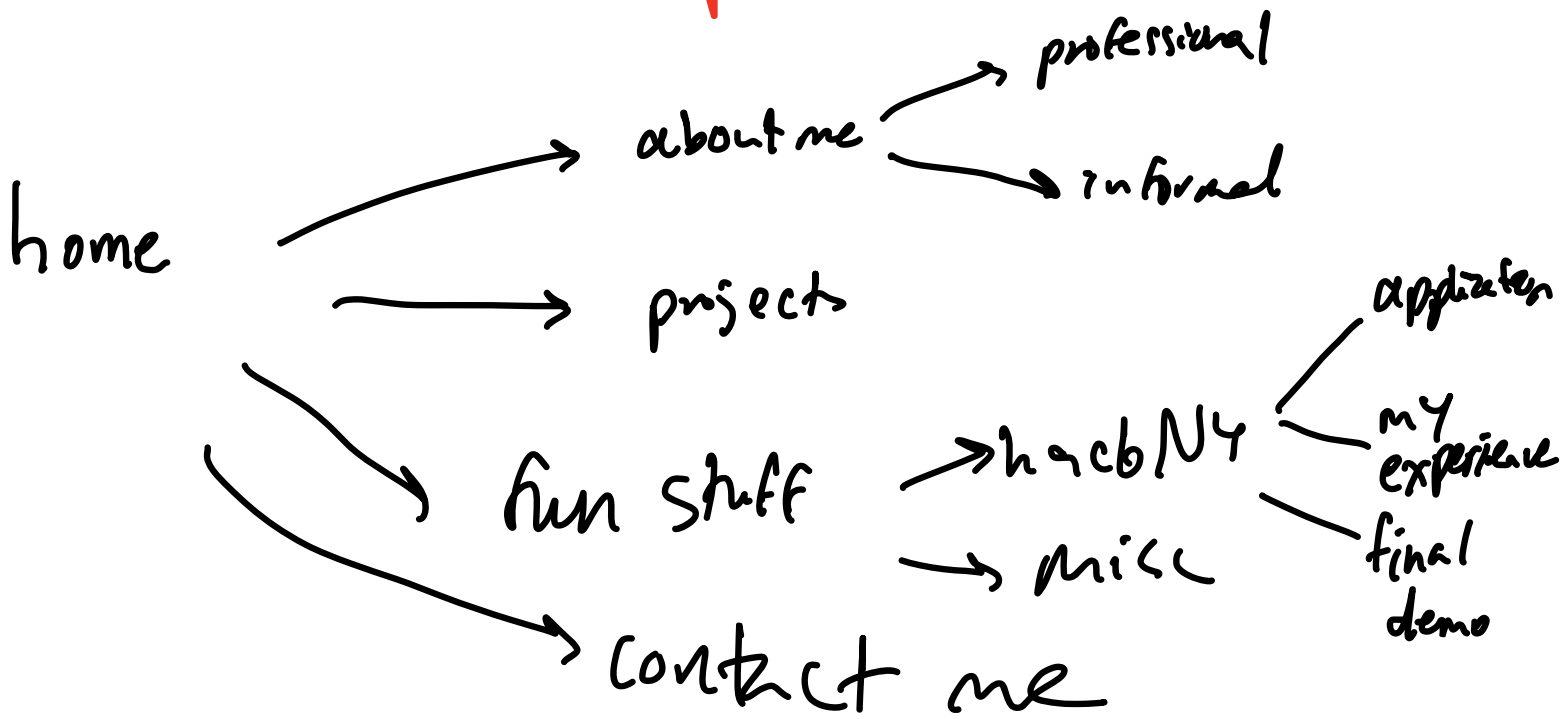 professional
about me
informal
home
projects
application
hackNY
my
experience
fun stuff
final
misc
demo
contact me